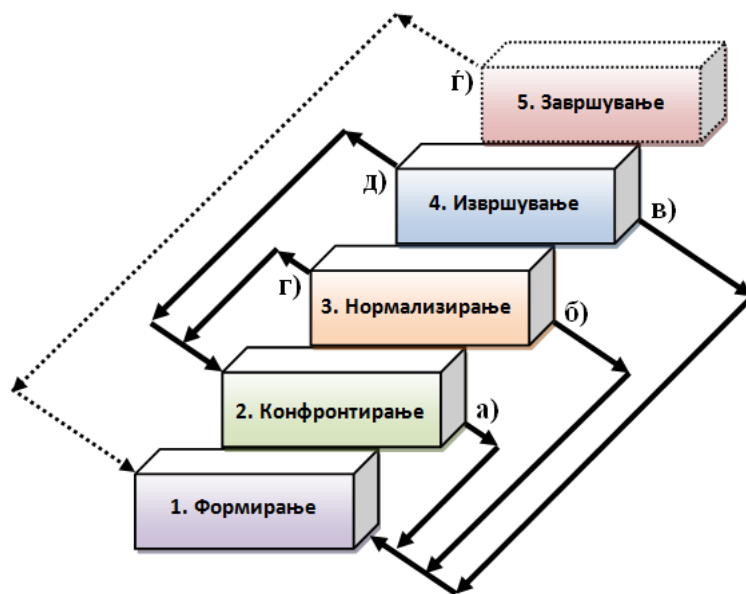 ѓ)
5. Завршување
д)
4. Извршување
в)
г)
3. Нормализирање
б)
2. Конфронтирање
а)
1. Формирање